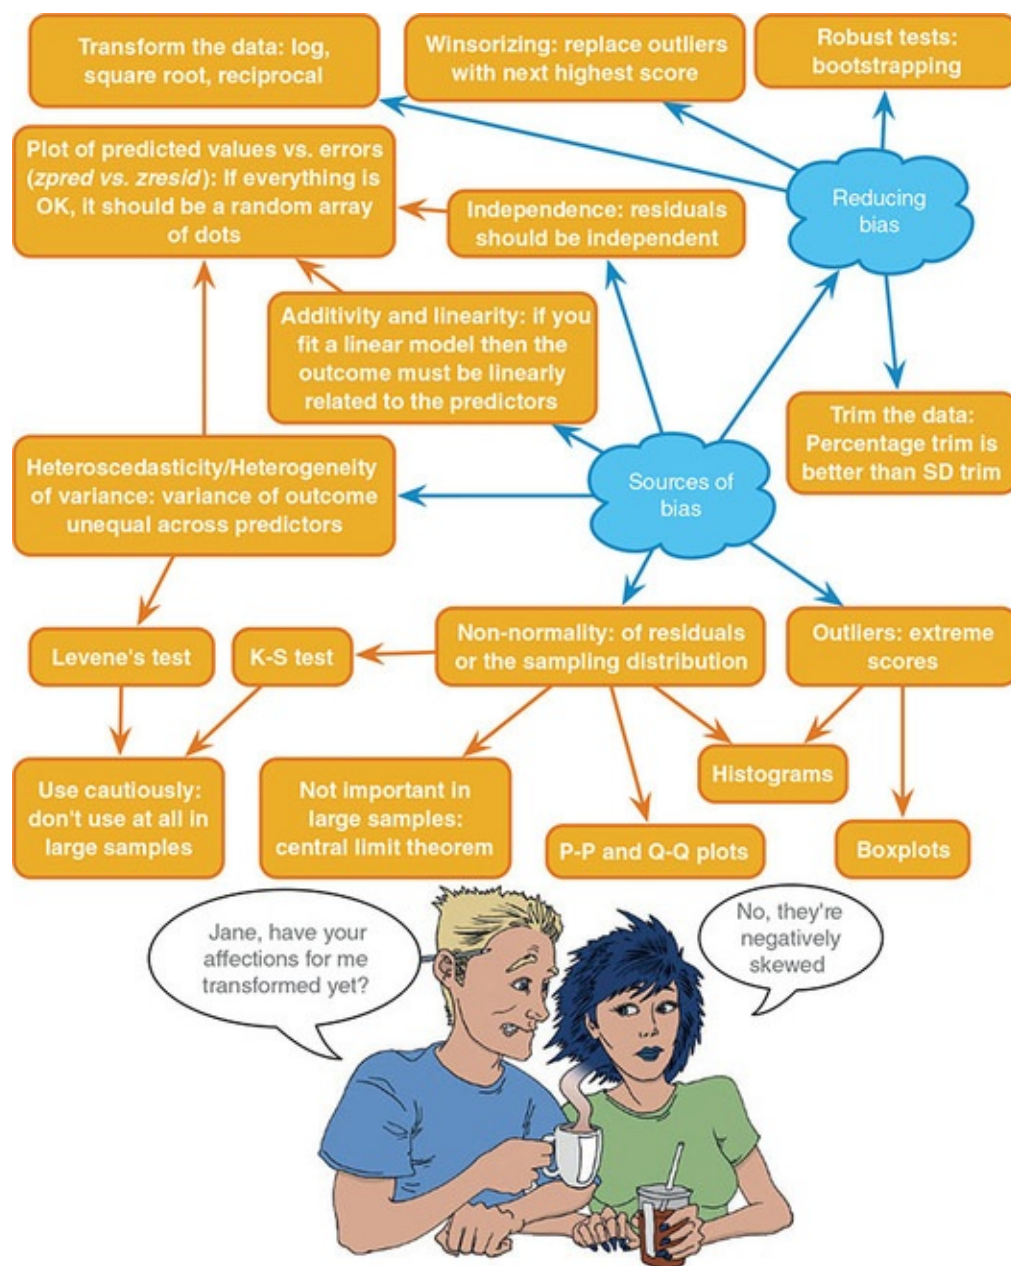 Transform the data: log,
square root, reciprocal
Winsorizing: replace outliers
with next highest score
Robust tests:
bootstrapping
Plot of predicted values vs. errors
(zpred vs. zresid): If everything is
OK, it should be a random array
of dots
Independence: residuals
should be independent
Reducing
bias
Additivity and linearity: if you
fit a linear model then the
outcome must be linearly
related to the predictors
Trim the data:
Percentage trim is
better than SD trim
Heteroscedasticity/Heterogeneity
of variance: variance of outcome
unequal across predictors
Sources of
bias
Levene's test
K-S test
Non-normality: of residuals
or the sampling distribution
Outliers: extreme
scores
Use cautiously:
don't use at all in
large samples
Not important in
large samples:
central limit theorem
P-P and Q-Q plots
Histograms
Boxplots
Jane, have your
affections for me
transformed yet?
No, they're
negatively
skewed